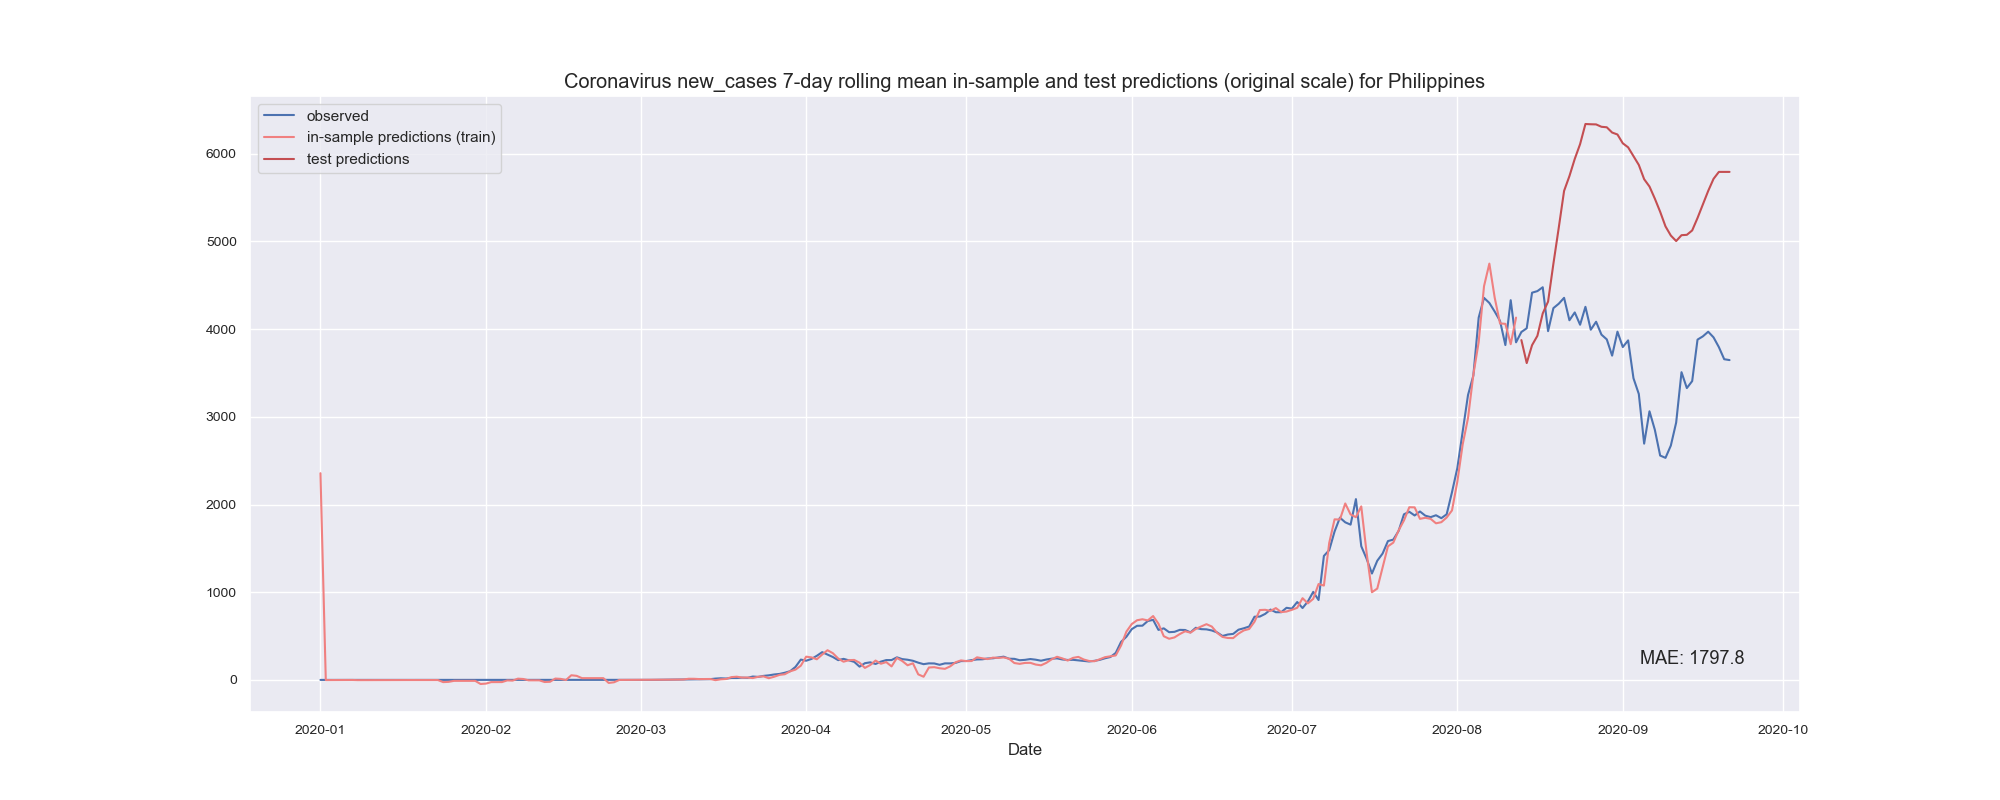 Coronavirus new_cases 7-day rolling mean in-sample and test predictions (original scale) for Philippines
observed
in-sample predictions (train)
test predictions
6000
5000
4000
3000
2000
1000
0
MAE: 1797.8
2020-01 2020-02 2020-03 2020-04 2020-05 2020-06 2020-07 2020-08 2020-09 2020-10
Date